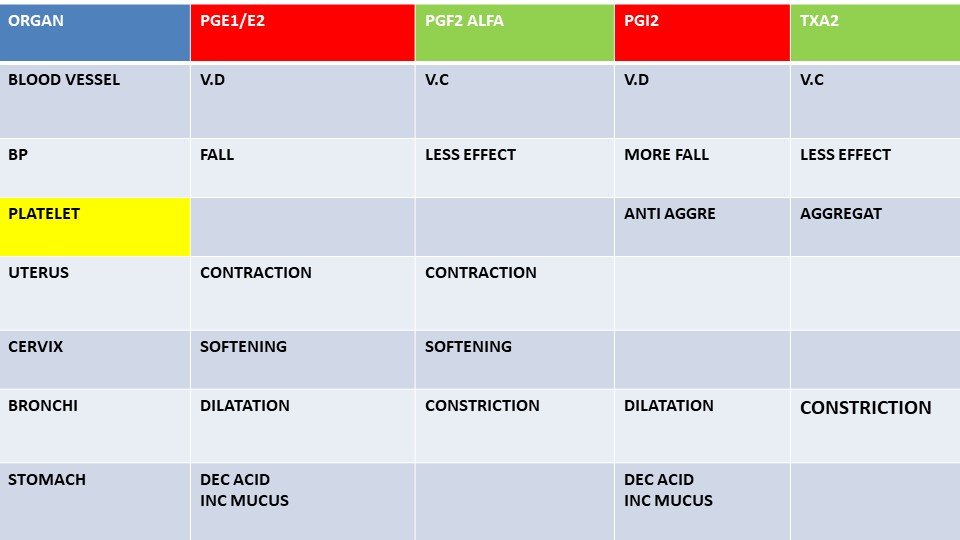 ORGAN PGE1/E2 PGF2 ALFA PGI2 TXA2
BLOOD VESSEL V.D V.C V.D V.C
BP FALL LESS EFFECT MORE FALL LESS EFFECT
PLATELET ANTI AGGRE AGGREGAT
UTERUS CONTRACTION CONTRACTION
CERVIX SOFTENING SOFTENING
BRONCHI DILATATION CONSTRICTION DILATATION CONSTRICTION
STOMACH DEC ACID DEC ACID
INC MUCUS INC MUCUS